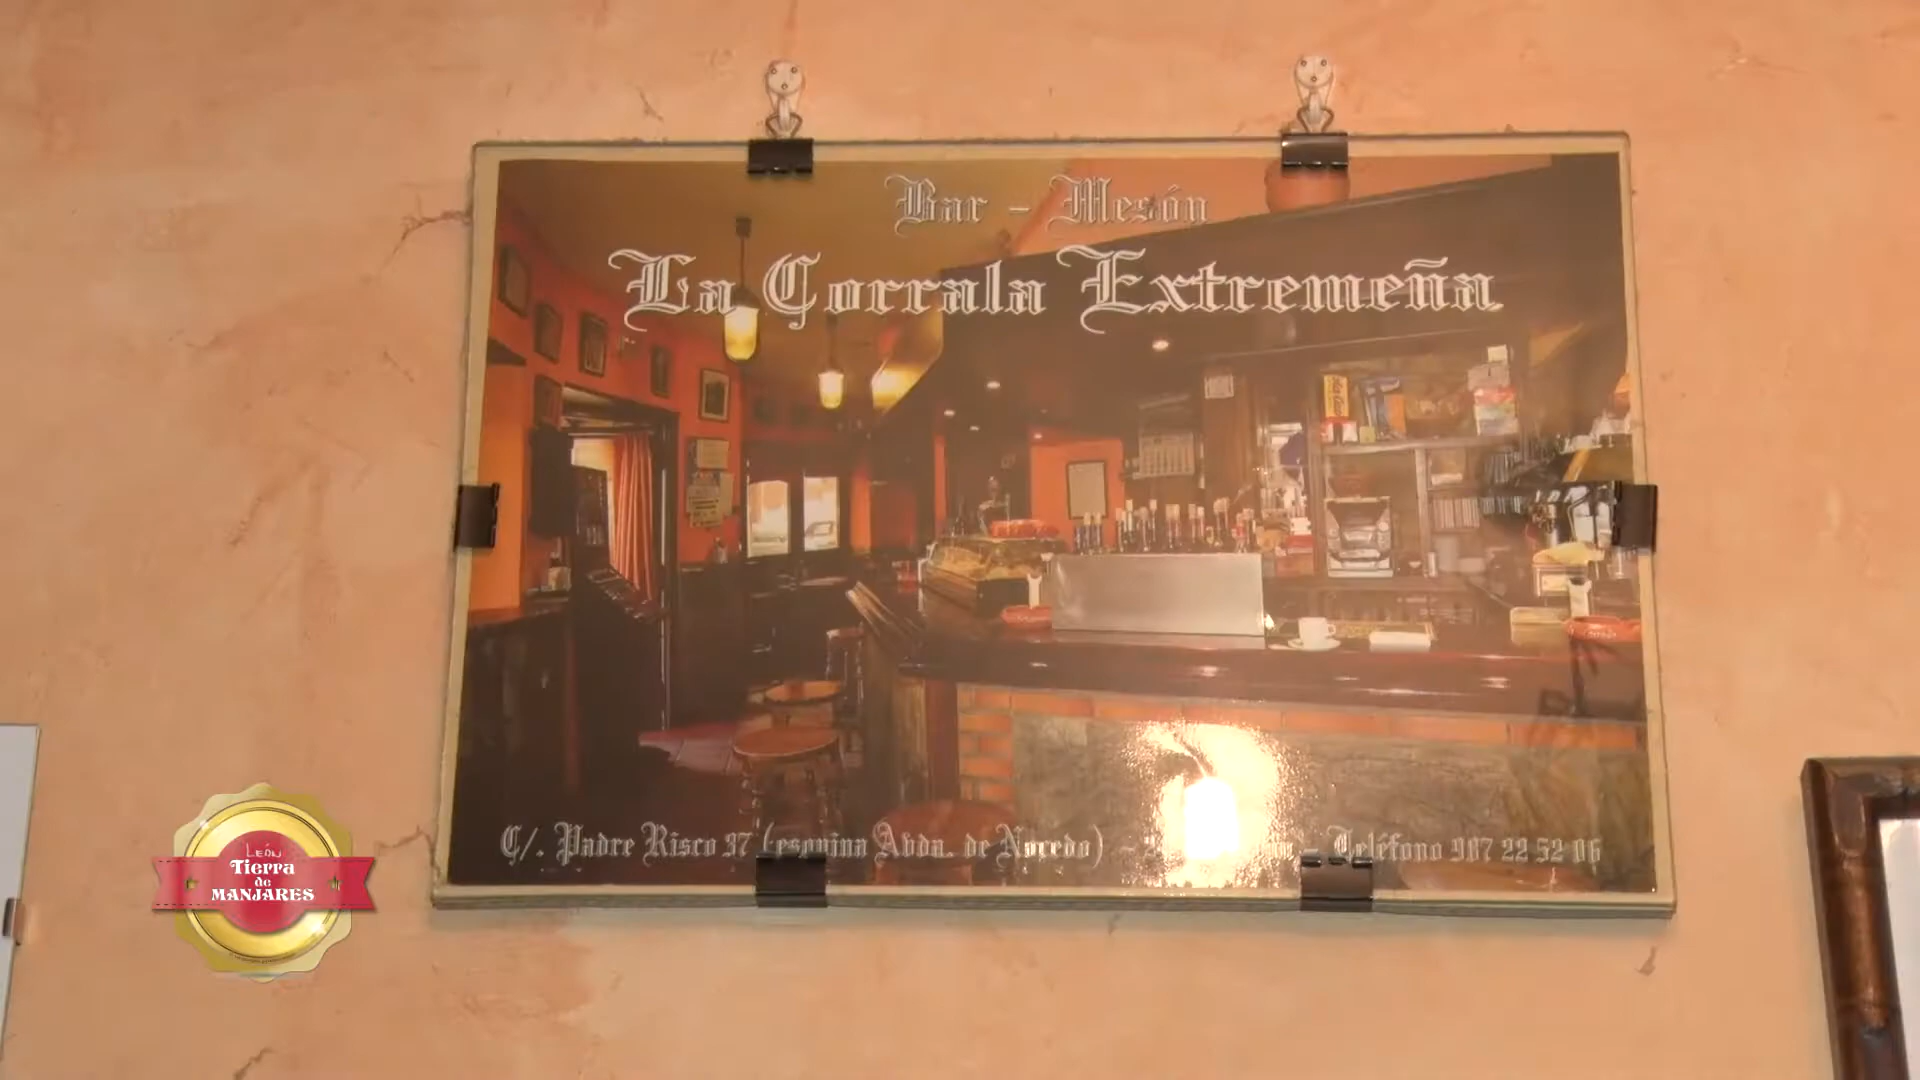 Bar - Mesón
La Corrala Extremeña
C/. Padre Risco 37 (esquina Avda. de Nocedo) - - Teléfono 987 22 52 06
LEÓN
Tierra
de
MANJARES